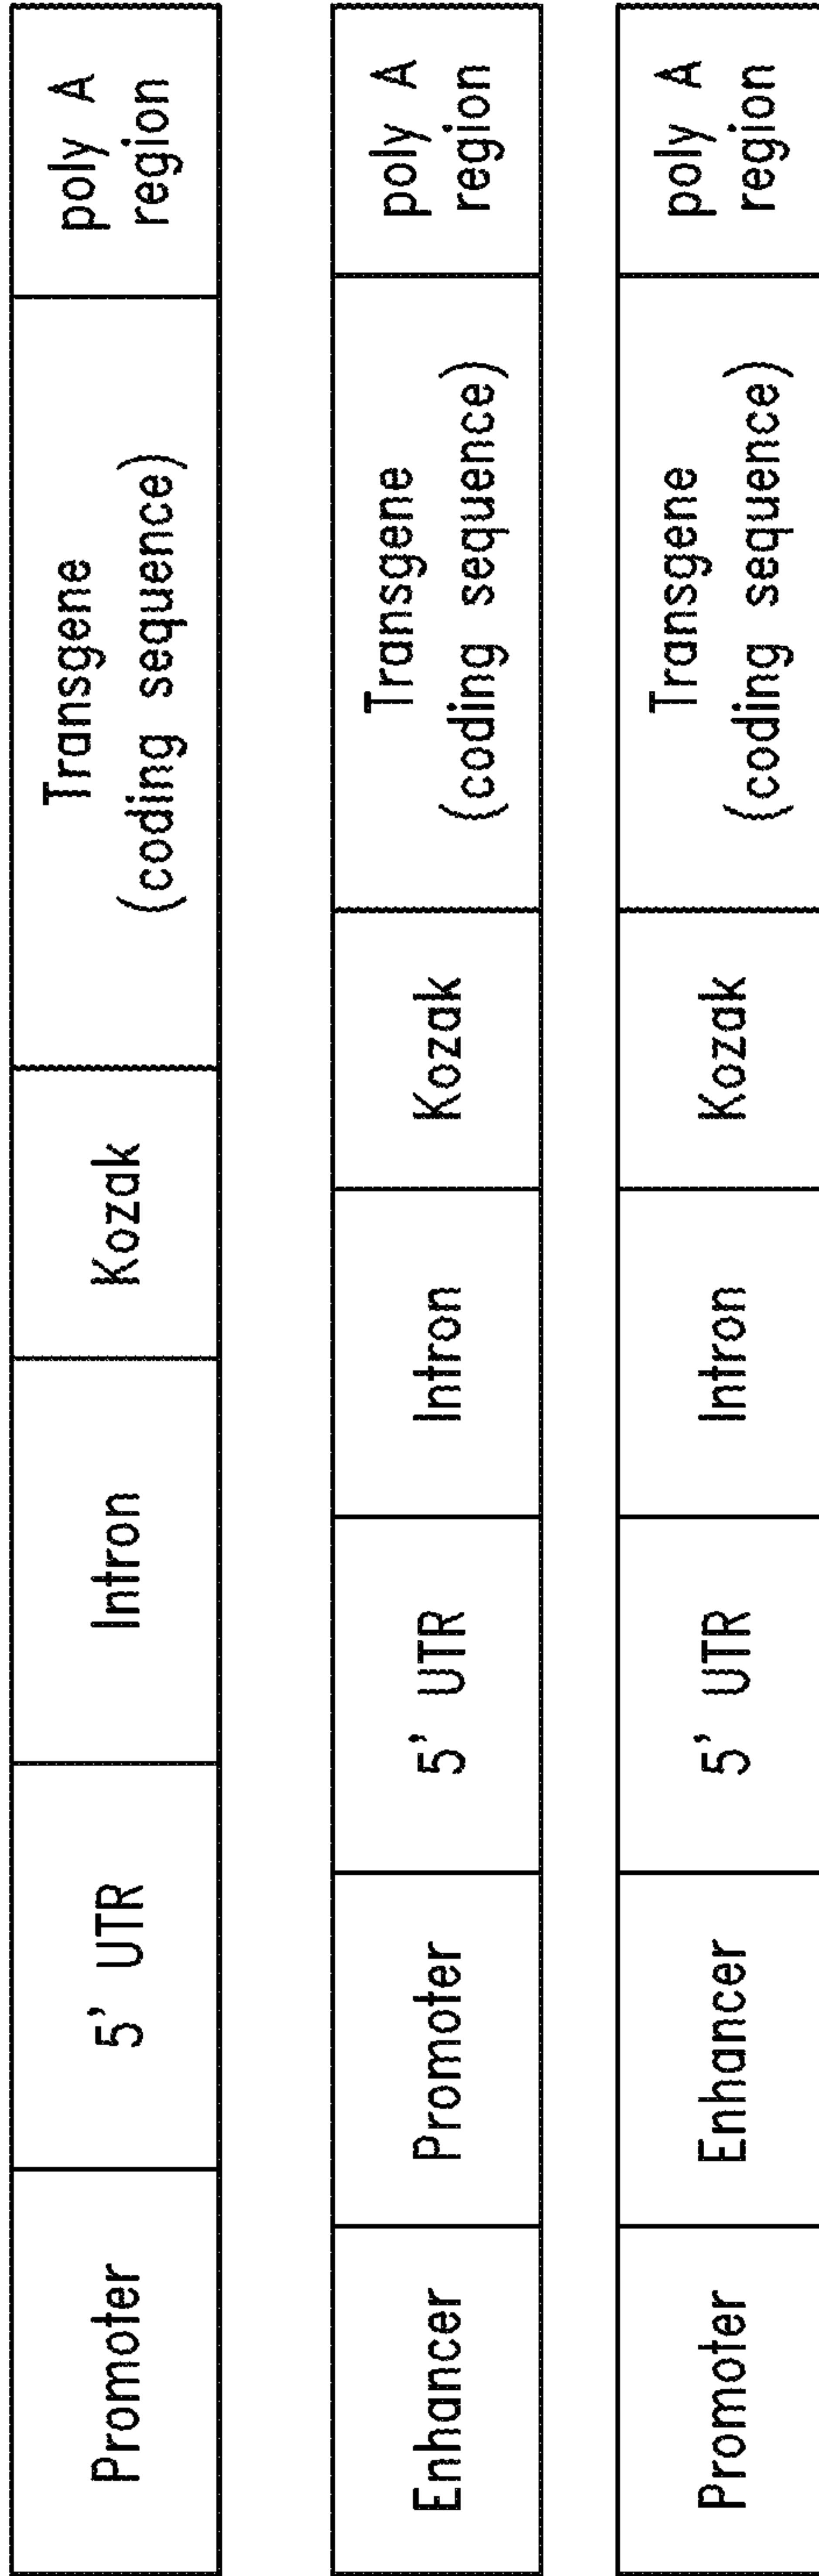 Promoter
5' UTR
Intron
Kozak
Transgene
(coding sequence)
poly A
region
Enhancer
Promoter
5' UTR
Intron
Kozak
Transgene
(coding sequence)
poly A
region
Promoter
Enhancer
5' UTR
Intron
Kozak
Transgene
(coding sequence)
poly A
region